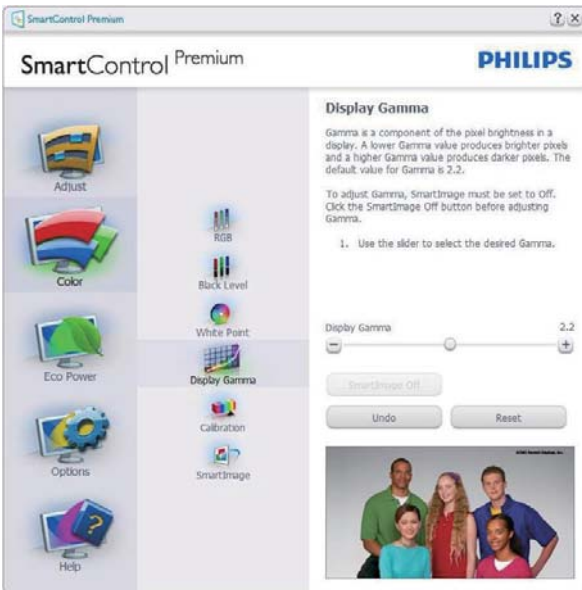 SmartControl Premium
? ×
SmartControl Premium
PHILIPS
Adjust
Color
Eco Power
Options
Help
RGB
Black Level
White Point
Display Gamma
Calibration
SmartImage
Display Gamma
Gamma is a component of the pixel brightness in a
display. A lower Gamma value produces brighter pixels
and a higher Gamma value produces darker pixels. The
default value for Gamma is 2.2.
To adjust Gamma, SmartImage must be set to Off.
Click the SmartImage Off button before adjusting
Gamma.
1. Use the slider to select the desired Gamma.
Display Gamma 2.2
SmartImage Off
Undo Reset